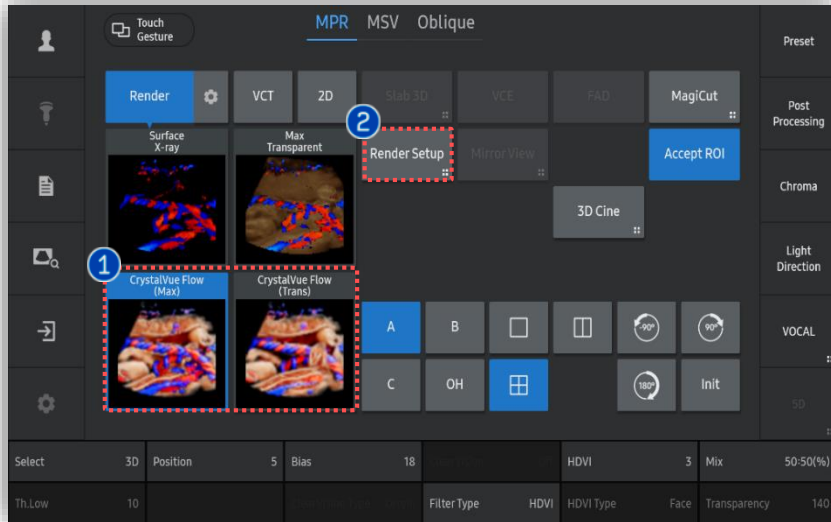 Touch
Gesture
MPR
MSV
Oblique
Preset
Render
VCT
2D
Slab 3D
VCE
FAD
MagiCut
Post
Processing
2
Surface
X-ray
Max
Transparent
Render Setup
Mirror View
Accept ROI
Chroma
3D Cine
Light
Direction
1
CrystalVue Flow
(Max)
CrystalVue Flow
(Trans)
A
B
-90°
90°
VOCAL
C
OH
180°
Init
5D
Select 3D
Position 5
Bias 18
HDVI 3
Mix 50:50(%)
Th.Low 10
Filter Type HDVI
HDVI Type Face
Transparency 140